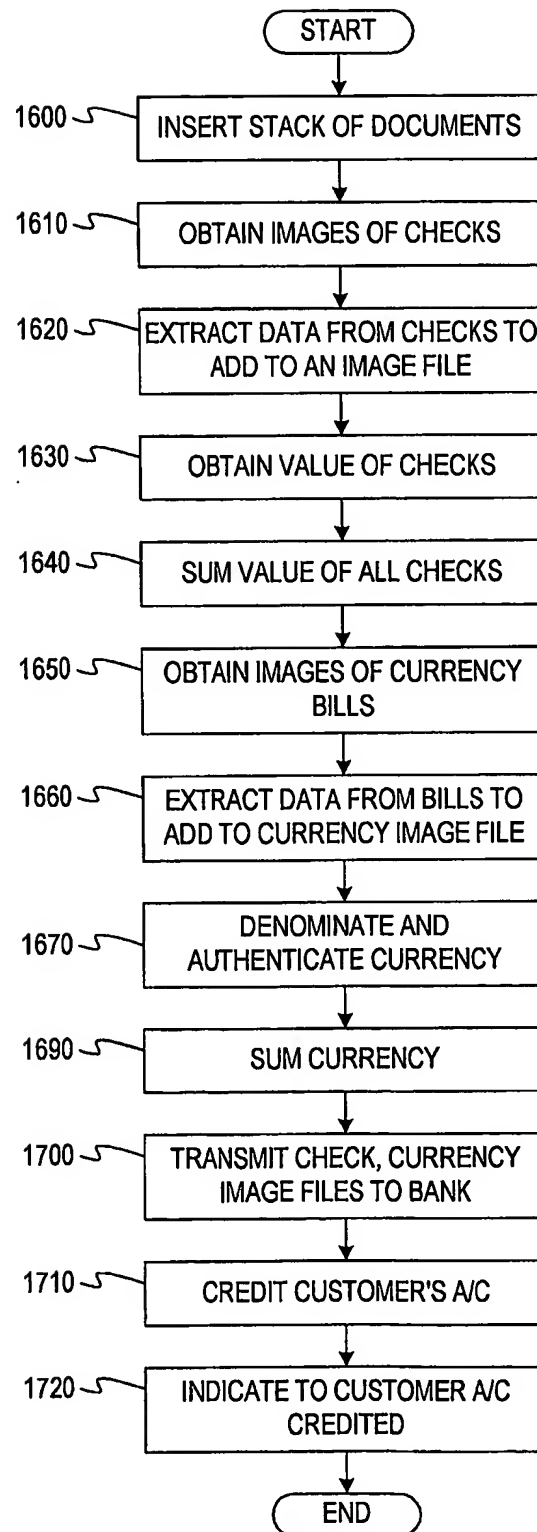 START
1600 INSERT STACK OF DOCUMENTS
1610 OBTAIN IMAGES OF CHECKS
1620 EXTRACT DATA FROM CHECKS TO
ADD TO AN IMAGE FILE
1630 OBTAIN VALUE OF CHECKS
1640 SUM VALUE OF ALL CHECKS
1650 OBTAIN IMAGES OF CURRENCY
BILLS
1660 EXTRACT DATA FROM BILLS TO
ADD TO CURRENCY IMAGE FILE
1670 DENOMINATE AND
AUTHENTICATE CURRENCY
1690 SUM CURRENCY
1700 TRANSMIT CHECK, CURRENCY
IMAGE FILES TO BANK
1710 CREDIT CUSTOMER'S A/C
1720 INDICATE TO CUSTOMER A/C
CREDITED
END